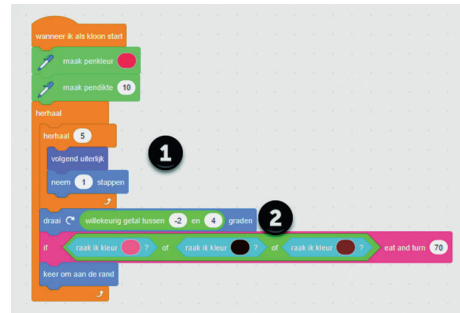 wanneer ik als kloon start
maak penkleur
maak pendikte 10
herhaal
herhaal 5
volgend uiterlijk
neem 1 stappen
1
draai willekeurig getal tussen -2 en 4 graden
2
if raak ik kleur ? of raak ik kleur ? of raak ik kleur ? eat and turn 70
keer om aan de rand